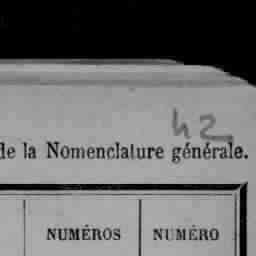 42
de la Nomenclature générale.
NUMÉROS NUMÉRO